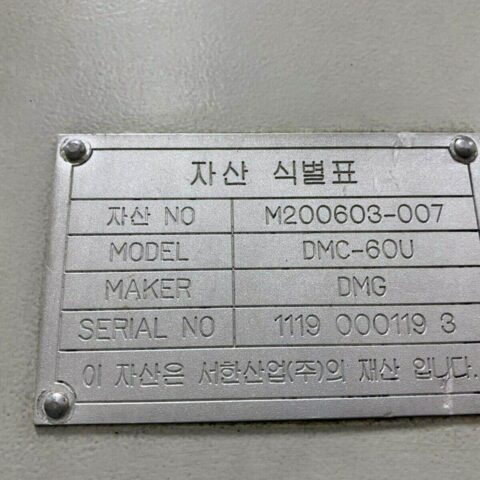 자산 식별표
자산 NO M200603-007
MODEL DMC-60U
MAKER DMG
SERIAL NO 1119 000119 3
이 자산은 서한산업(주)의 재산 입니다.